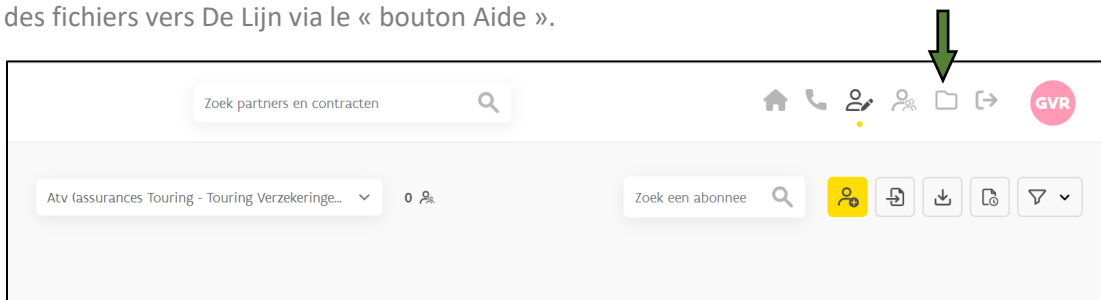 des fichiers vers De Lijn via le « bouton Aide ».
Zoek partners en contracten
GVR
Atv (assurances Touring - Touring Verzekeringe...
0
Zoek een abonnee